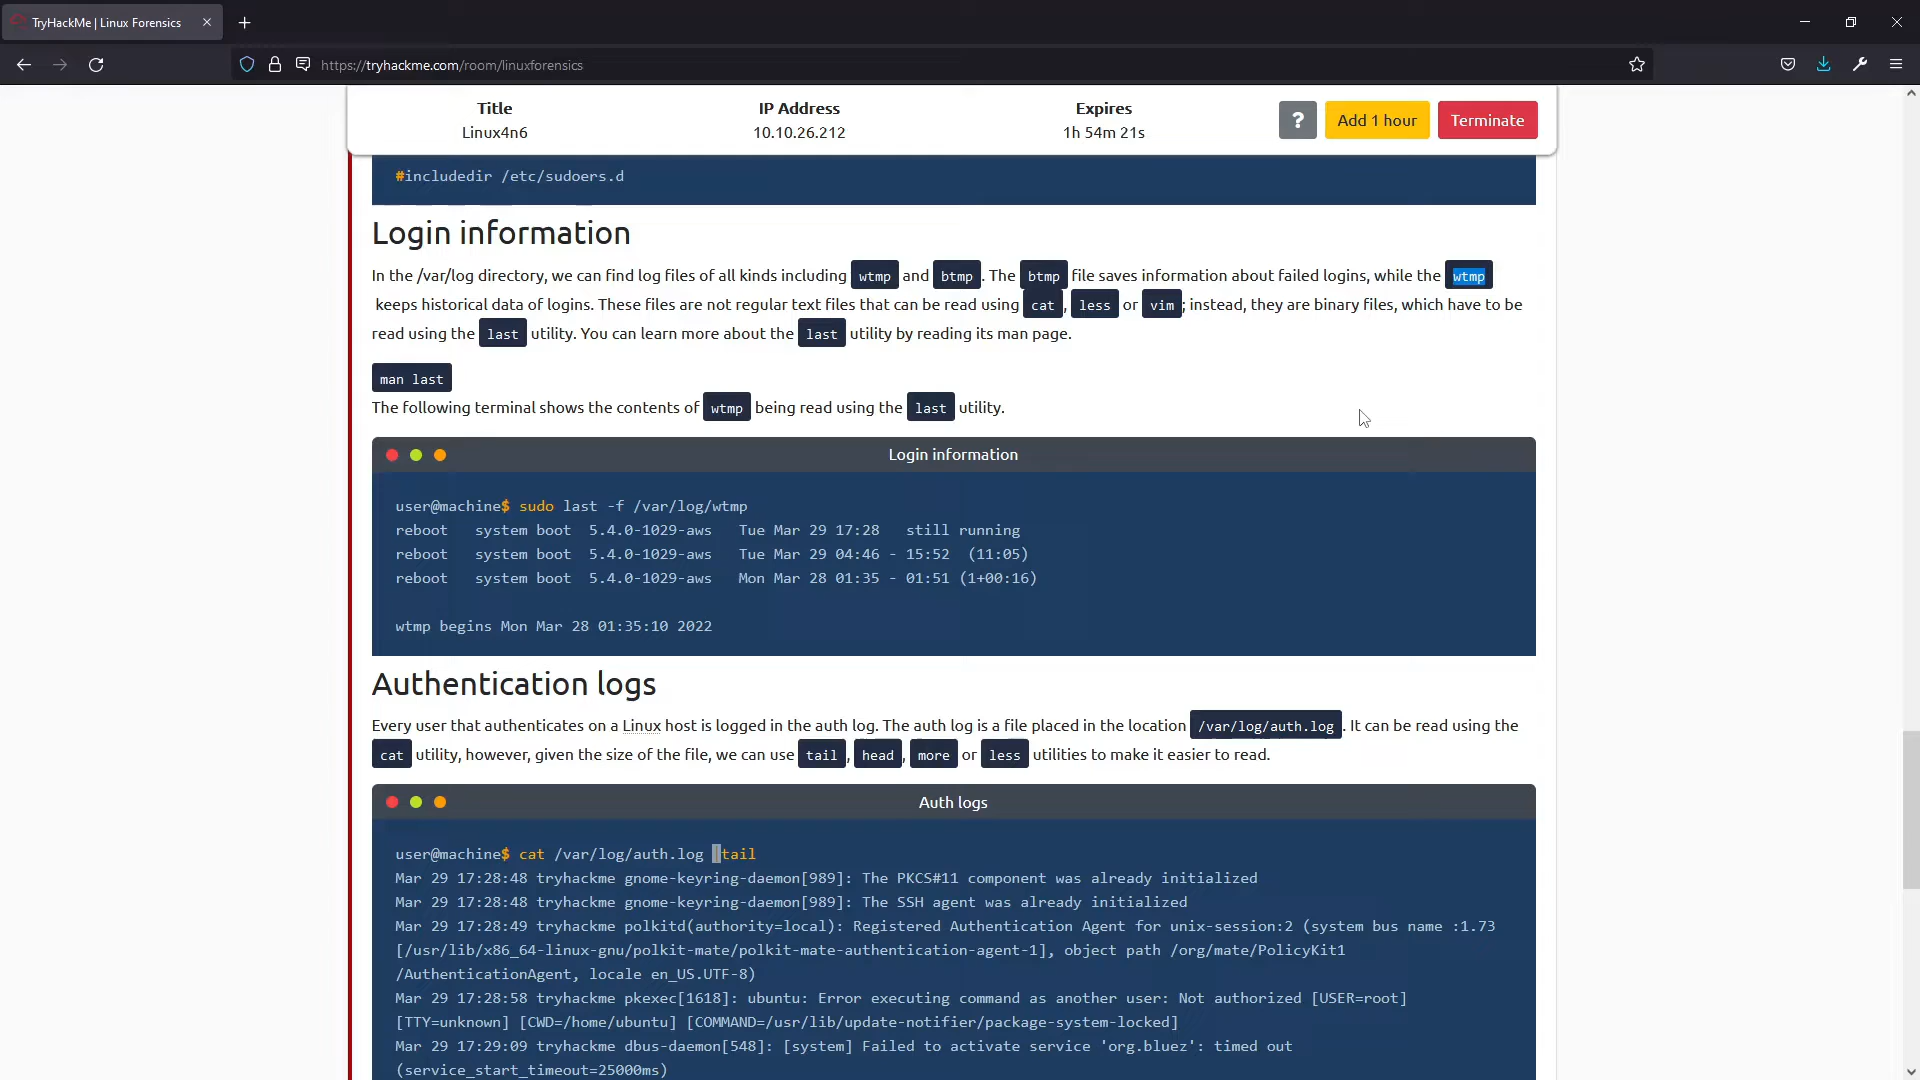 TryHackMe | Linux Forensics
https://tryhackme.com/room/linuxforensics
Title
IP Address
Expires
Linux4n6
10.10.26.212
1h 54m 21s
?
Add 1 hour
Terminate
#includedir /etc/sudoers.d
Login information
In the /var/log directory, we can find log files of all kinds including wtmp and btmp. The btmp file saves information about failed logins, while the wtmp
keeps historical data of logins. These files are not regular text files that can be read using cat, less or vim; instead, they are binary files, which have to be
read using the last utility. You can learn more about the last utility by reading its man page.
man last
The following terminal shows the contents of wtmp being read using the last utility.
Login information
user@machine$ sudo last -f /var/log/wtmp
reboot   system boot  5.4.0-1029-aws   Tue Mar 29 17:28   still running
reboot   system boot  5.4.0-1029-aws   Tue Mar 29 04:46 - 15:52  (11:05)
reboot   system boot  5.4.0-1029-aws   Mon Mar 28 01:35 - 01:51 (1+00:16)
wtmp begins Mon Mar 28 01:35:10 2022
Authentication logs
Every user that authenticates on a Linux host is logged in the auth log. The auth log is a file placed in the location /var/log/auth.log. It can be read using the
cat utility, however, given the size of the file, we can use tail, head, more or less utilities to make it easier to read.
Auth logs
user@machine$ cat /var/log/auth.log |tail
Mar 29 17:28:48 tryhackme gnome-keyring-daemon[989]: The PKCS#11 component was already initialized
Mar 29 17:28:48 tryhackme gnome-keyring-daemon[989]: The SSH agent was already initialized
Mar 29 17:28:49 tryhackme polkitd(authority=local): Registered Authentication Agent for unix-session:2 (system bus name :1.73
[/usr/lib/x86_64-linux-gnu/polkit-mate/polkit-mate-authentication-agent-1], object path /org/mate/PolicyKit1
/AuthenticationAgent, locale en_US.UTF-8)
Mar 29 17:28:58 tryhackme pkexec[1618]: ubuntu: Error executing command as another user: Not authorized [USER=root]
[TTY=unknown] [CWD=/home/ubuntu] [COMMAND=/usr/lib/update-notifier/package-system-locked]
Mar 29 17:29:09 tryhackme dbus-daemon[548]: [system] Failed to activate service 'org.bluez': timed out
(service_start_timeout=25000ms)